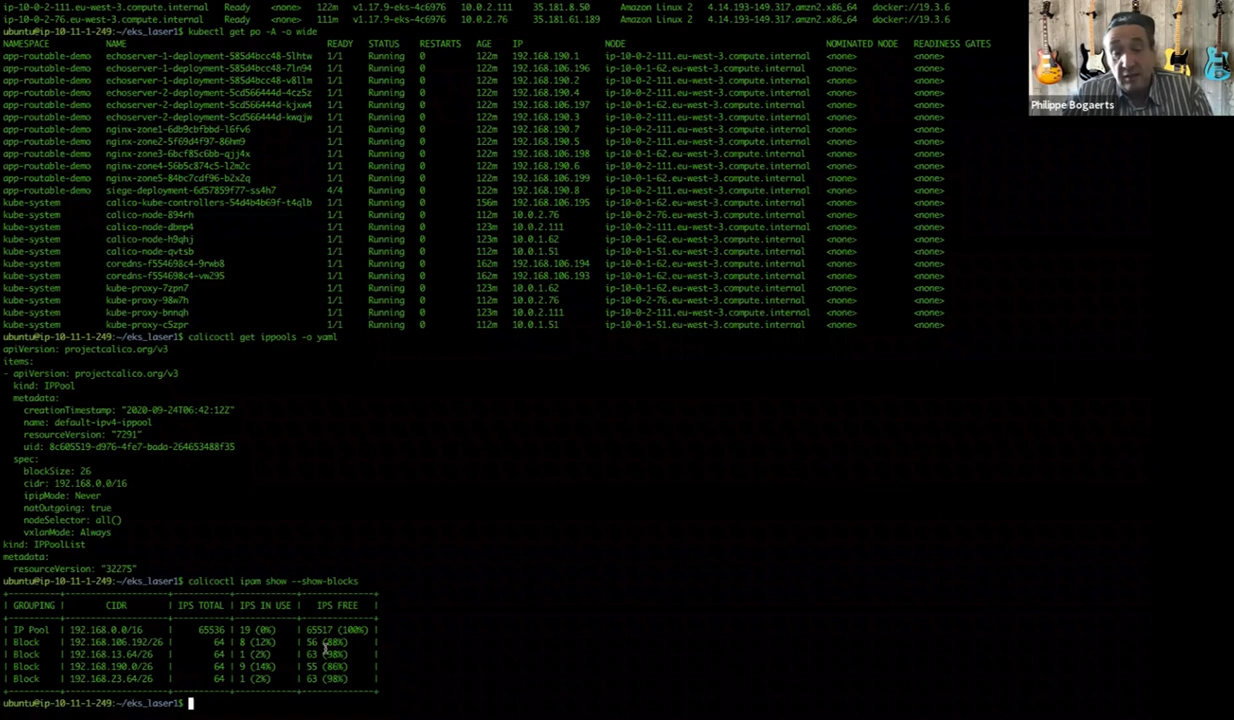 ip-10-0-2-111.eu-west-3.compute.internal Ready <none> 122m v1.17.9-eks-4c6976 10.0.2.111 35.181.8.50 Amazon Linux 2 4.14.193-149.317.amzn2.x86_64 docker://19.3.6
ip-10-0-2-76.eu-west-3.compute.internal Ready <none> 111m v1.17.9-eks-4c6976 10.0.2.76 35.181.61.189 Amazon Linux 2 4.14.193-149.317.amzn2.x86_64 docker://19.3.6
ubuntu@ip-10-11-1-249:~/eks_laser1$ kubectl get po -A -o wide
NAMESPACE NAME READY STATUS RESTARTS AGE IP NODE NOMINATED NODE READINESS GATES
app-routable-demo echoserver-1-deployment-585d4bcc48-5lhtw 1/1 Running 0 122m 192.168.190.1 ip-10-0-2-111.eu-west-3.compute.internal <none> <none>
app-routable-demo echoserver-1-deployment-585d4bcc48-7ln94 1/1 Running 0 122m 192.168.106.196 ip-10-0-1-62.eu-west-3.compute.internal <none> <none>
app-routable-demo echoserver-1-deployment-585d4bcc48-v8llm 1/1 Running 0 122m 192.168.190.2 ip-10-0-2-111.eu-west-3.compute.internal <none> <none>
app-routable-demo echoserver-2-deployment-5cd566444d-4cz5z 1/1 Running 0 122m 192.168.190.4 ip-10-0-2-111.eu-west-3.compute.internal <none> <none>
app-routable-demo echoserver-2-deployment-5cd566444d-kjxw4 1/1 Running 0 122m 192.168.106.197 ip-10-0-1-62.eu-west-3.compute.internal <none> <none>
app-routable-demo echoserver-2-deployment-5cd566444d-kwqjw 1/1 Running 0 122m 192.168.190.3 ip-10-0-2-111.eu-west-3.compute.internal <none> <none>
app-routable-demo nginx-zone1-6db9cbfbbd-l6fv6 1/1 Running 0 122m 192.168.190.7 ip-10-0-2-111.eu-west-3.compute.internal <none> <none>
app-routable-demo nginx-zone2-5f69d4f97-86hm9 1/1 Running 0 122m 192.168.190.5 ip-10-0-2-111.eu-west-3.compute.internal <none> <none>
app-routable-demo nginx-zone3-6bcf85c6bb-qjj4x 1/1 Running 0 122m 192.168.106.198 ip-10-0-1-62.eu-west-3.compute.internal <none> <none>
app-routable-demo nginx-zone4-56b5c874c5-l2m2c 1/1 Running 0 122m 192.168.190.6 ip-10-0-2-111.eu-west-3.compute.internal <none> <none>
app-routable-demo nginx-zone5-84bc7cdf96-b2x2q 1/1 Running 0 122m 192.168.106.199 ip-10-0-1-62.eu-west-3.compute.internal <none> <none>
app-routable-demo siege-deployment-6d57859f77-ss4h7 4/4 Running 0 122m 192.168.190.8 ip-10-0-2-111.eu-west-3.compute.internal <none> <none>
kube-system calico-kube-controllers-54d4b4b69f-t4qlb 1/1 Running 0 156m 192.168.106.195 ip-10-0-1-62.eu-west-3.compute.internal <none> <none>
kube-system calico-node-894rh 1/1 Running 0 112m 10.0.2.76 ip-10-0-2-76.eu-west-3.compute.internal <none> <none>
kube-system calico-node-dbmp4 1/1 Running 0 123m 10.0.2.111 ip-10-0-2-111.eu-west-3.compute.internal <none> <none>
kube-system calico-node-h9qhj 1/1 Running 0 123m 10.0.1.62 ip-10-0-1-62.eu-west-3.compute.internal <none> <none>
kube-system calico-node-qvtsb 1/1 Running 0 112m 10.0.1.51 ip-10-0-1-51.eu-west-3.compute.internal <none> <none>
kube-system coredns-f554698c4-9rwb8 1/1 Running 0 162m 192.168.106.194 ip-10-0-1-62.eu-west-3.compute.internal <none> <none>
kube-system coredns-f554698c4-vw295 1/1 Running 0 162m 192.168.106.193 ip-10-0-1-62.eu-west-3.compute.internal <none> <none>
kube-system kube-proxy-7zpn7 1/1 Running 0 123m 10.0.1.62 ip-10-0-1-62.eu-west-3.compute.internal <none> <none>
kube-system kube-proxy-98w7h 1/1 Running 0 112m 10.0.2.76 ip-10-0-2-76.eu-west-3.compute.internal <none> <none>
kube-system kube-proxy-bnnqh 1/1 Running 0 123m 10.0.2.111 ip-10-0-2-111.eu-west-3.compute.internal <none> <none>
kube-system kube-proxy-c5zpr 1/1 Running 0 112m 10.0.1.51 ip-10-0-1-51.eu-west-3.compute.internal <none> <none>
ubuntu@ip-10-11-1-249:~/eks_laser1$ calicoctl get ippools -o yaml
apiVersion: projectcalico.org/v3
items:
- apiVersion: projectcalico.org/v3
kind: IPPool
metadata:
creationTimestamp: "2020-09-24T06:42:12Z"
name: default-ipv4-ippool
resourceVersion: "7291"
uid: 8c605519-d976-4fe7-bada-264653488f35
spec:
blockSize: 26
cidr: 192.168.0.0/16
ipipMode: Never
natOutgoing: true
nodeSelector: all()
vxlanMode: Always
kind: IPPoolList
metadata:
resourceVersion: "32275"
ubuntu@ip-10-11-1-249:~/eks_laser1$ calicoctl ipam show --show-blocks
| GROUPING | CIDR | IPS TOTAL | IPS IN USE | IPS FREE |
| IP Pool | 192.168.0.0/16 | 65536 | 19 (0%) | 65517 (100%) |
| Block | 192.168.106.192/26 | 64 | 8 (12%) | 56 (88%) |
| Block | 192.168.13.64/26 | 64 | 1 (2%) | 63 (98%) |
| Block | 192.168.190.0/26 | 64 | 9 (14%) | 55 (86%) |
| Block | 192.168.23.64/26 | 64 | 1 (2%) | 63 (98%) |
ubuntu@ip-10-11-1-249:~/eks_laser1$
Philippe Bogaerts